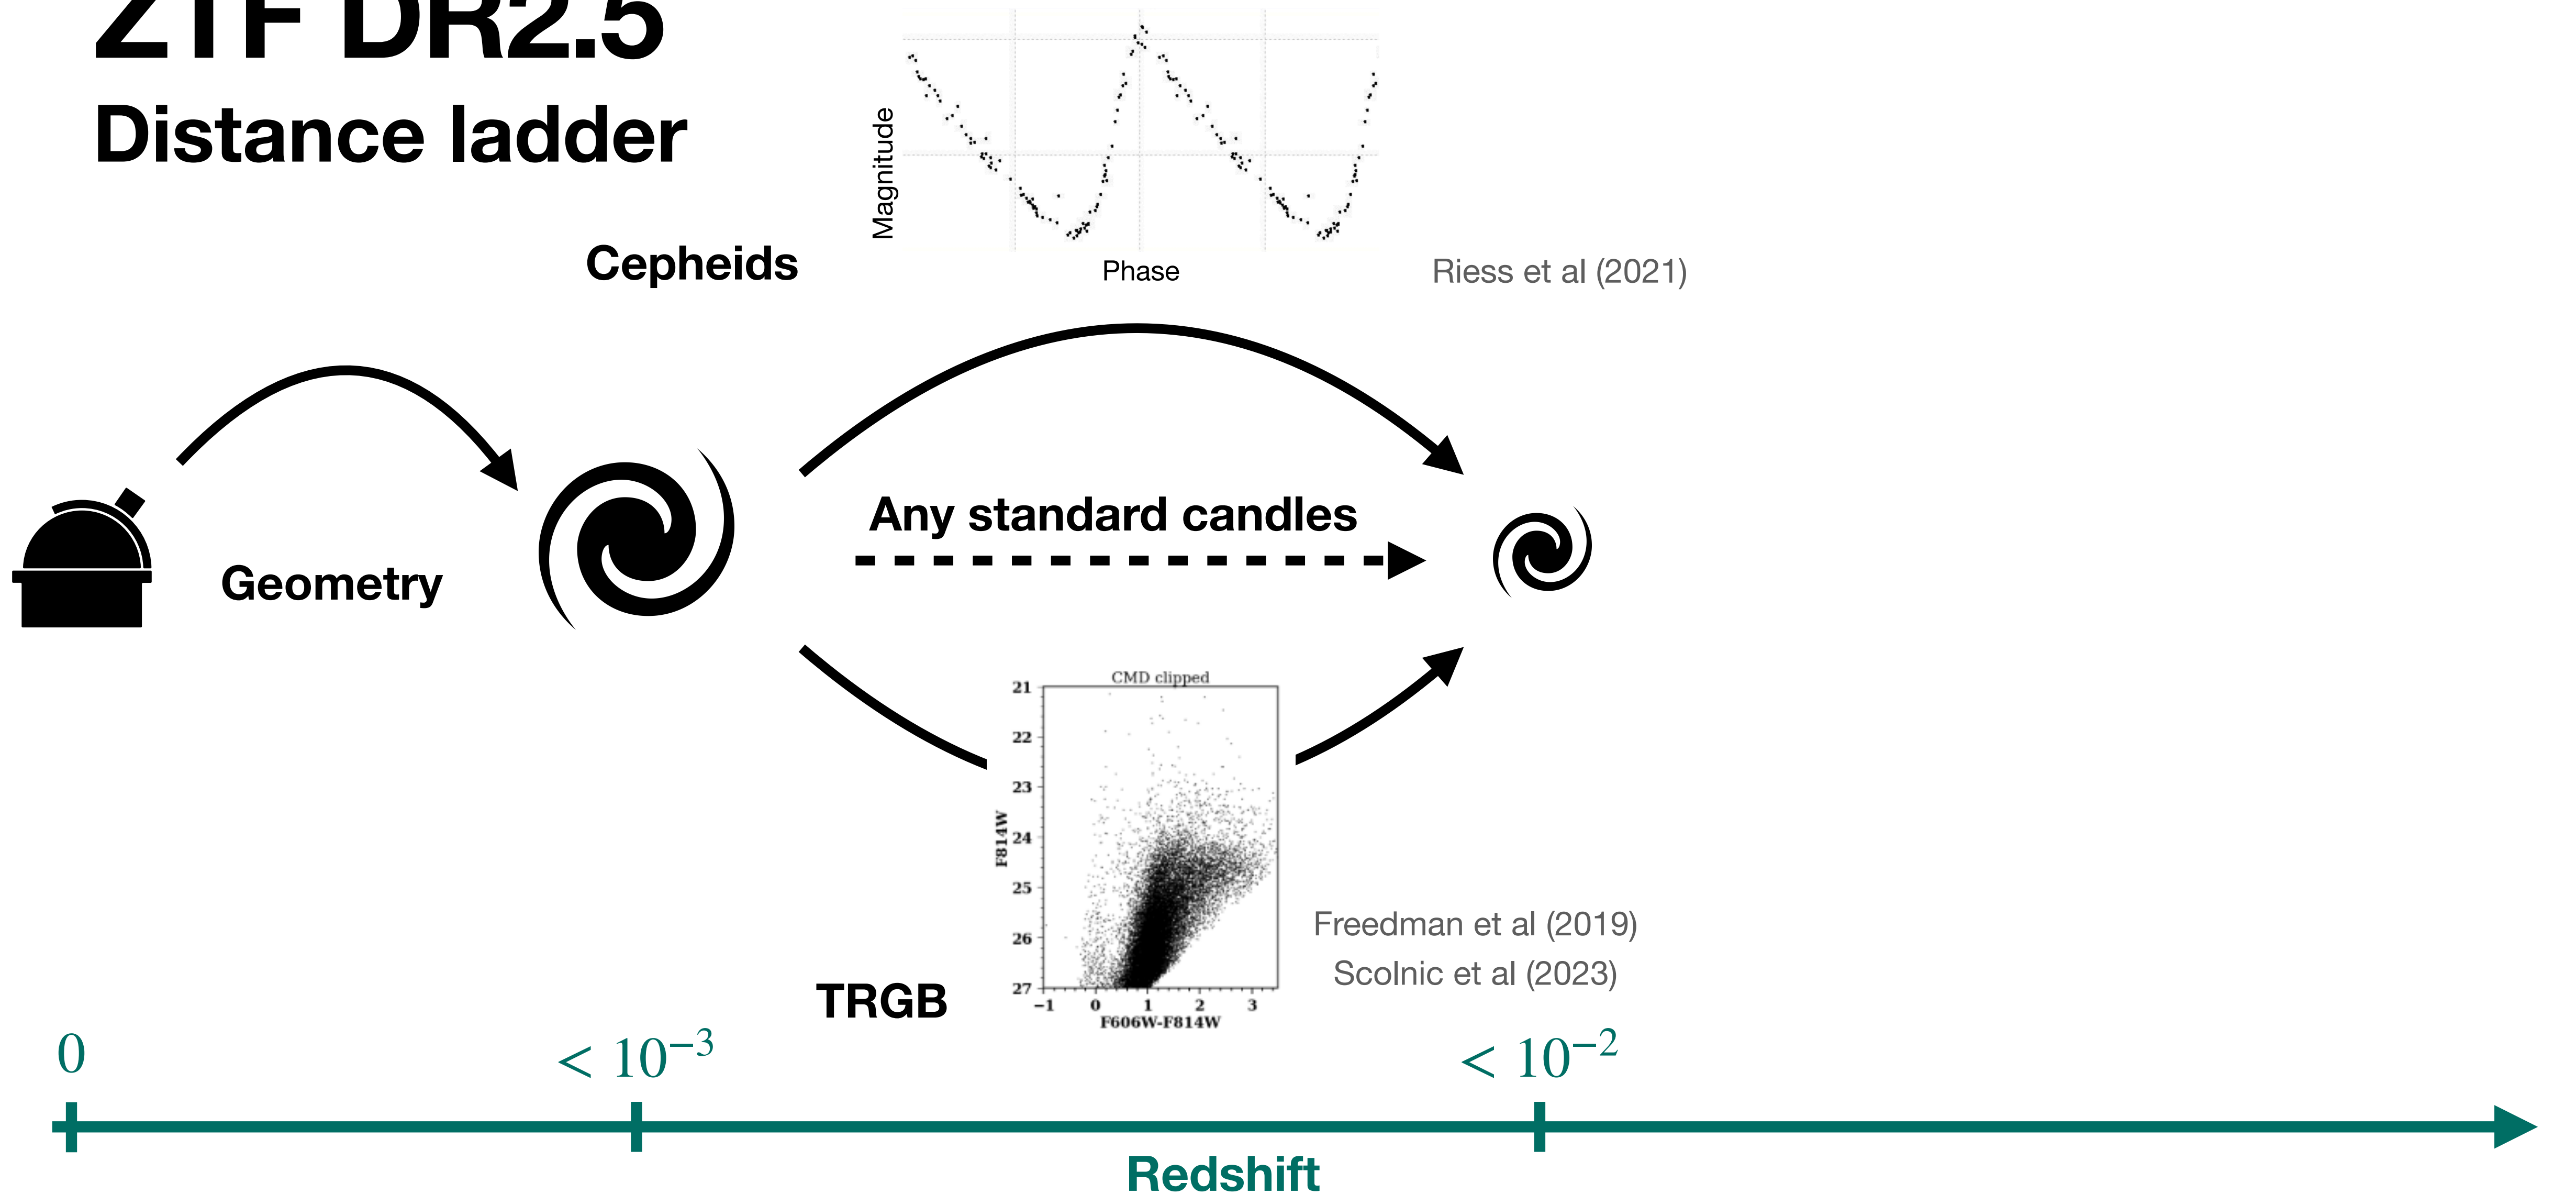 ZTF DR2.5
Distance ladder
Magnitude
Phase
Cepheids
Riess et al (2021)
Geometry
Any standard candles
CMD clipped
21
22
23
24
25
26
27
F814W
−1 0 1 2 3
F606W-F814W
TRGB
Freedman et al (2019)
Scolnic et al (2023)
0
< 10⁻³
< 10⁻²
Redshift